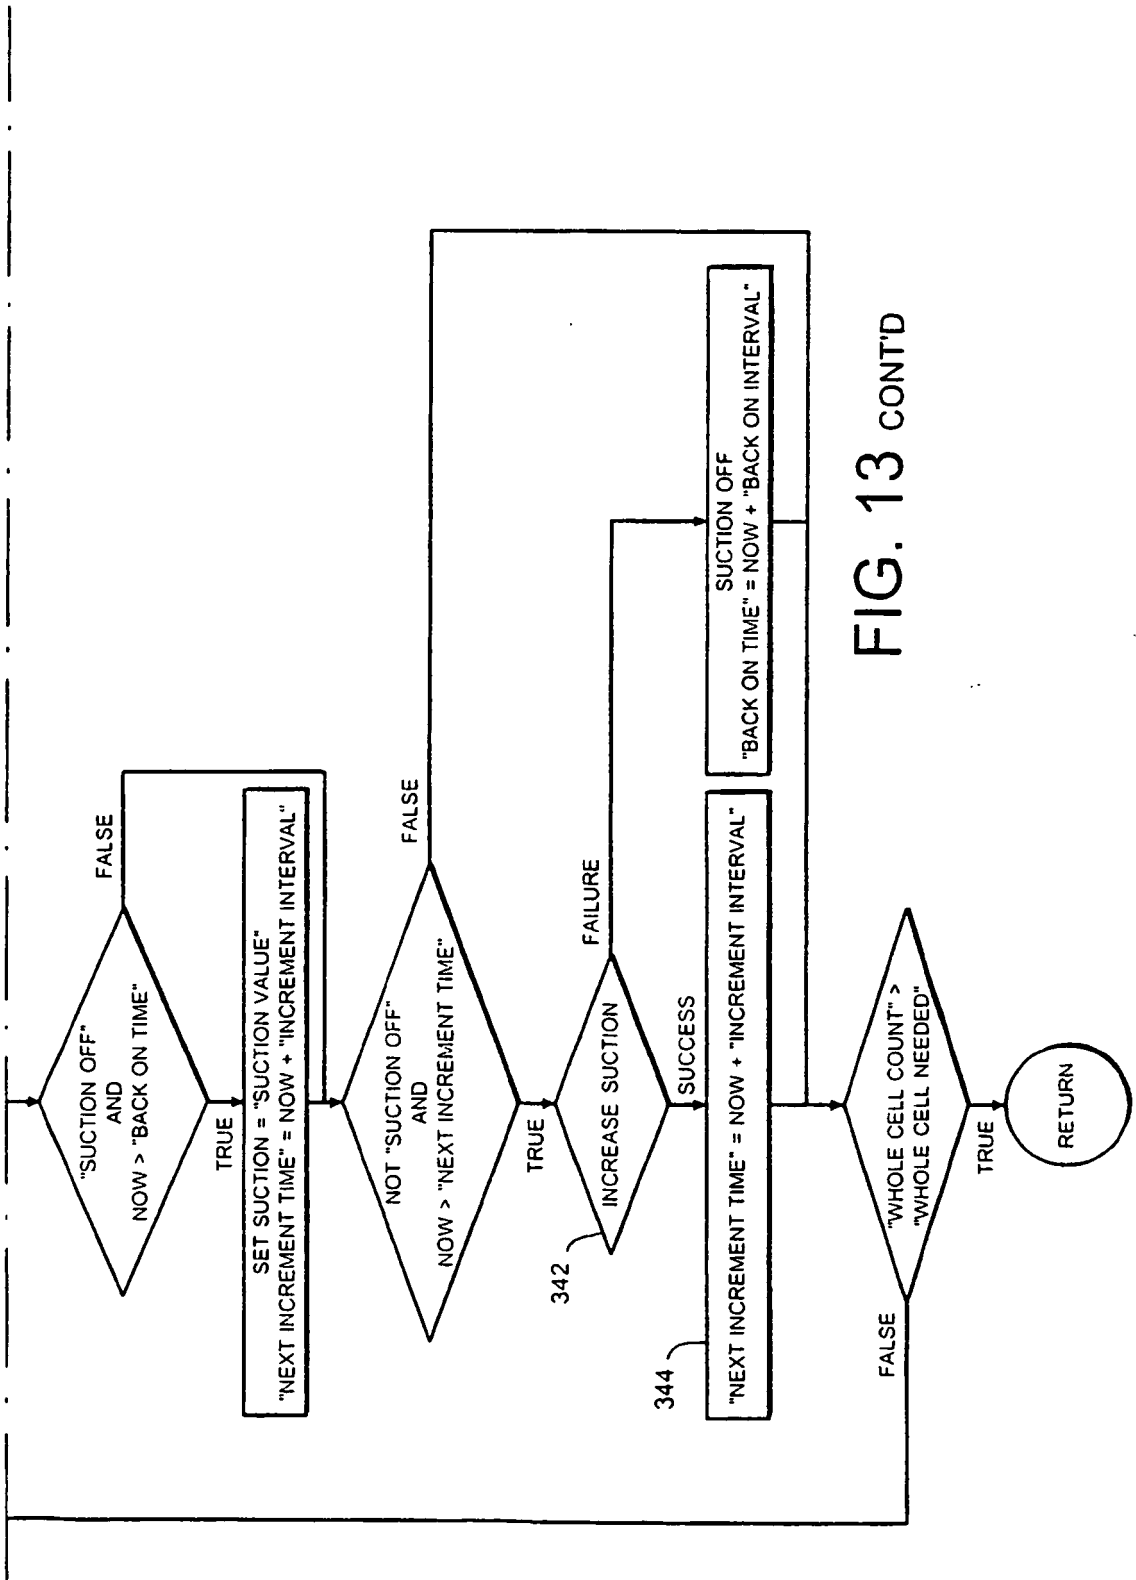 "SUCTION OFF"
AND
NOW > "BACK ON TIME"
FALSE
TRUE
SET SUCTION = "SUCTION VALUE"
"NEXT INCREMENT TIME" = NOW + "INCREMENT INTERVAL"
NOT "SUCTION OFF"
AND
NOW > "NEXT INCREMENT TIME"
FALSE
TRUE
342
INCREASE SUCTION
FAILURE
SUCCESS
344
"NEXT INCREMENT TIME" = NOW + "INCREMENT INTERVAL"
SUCTION OFF
"BACK ON TIME" = NOW + "BACK ON INTERVAL"
"WHOLE CELL COUNT" >
"WHOLE CELL NEEDED"
FALSE
TRUE
RETURN
FIG. 13 CONT'D